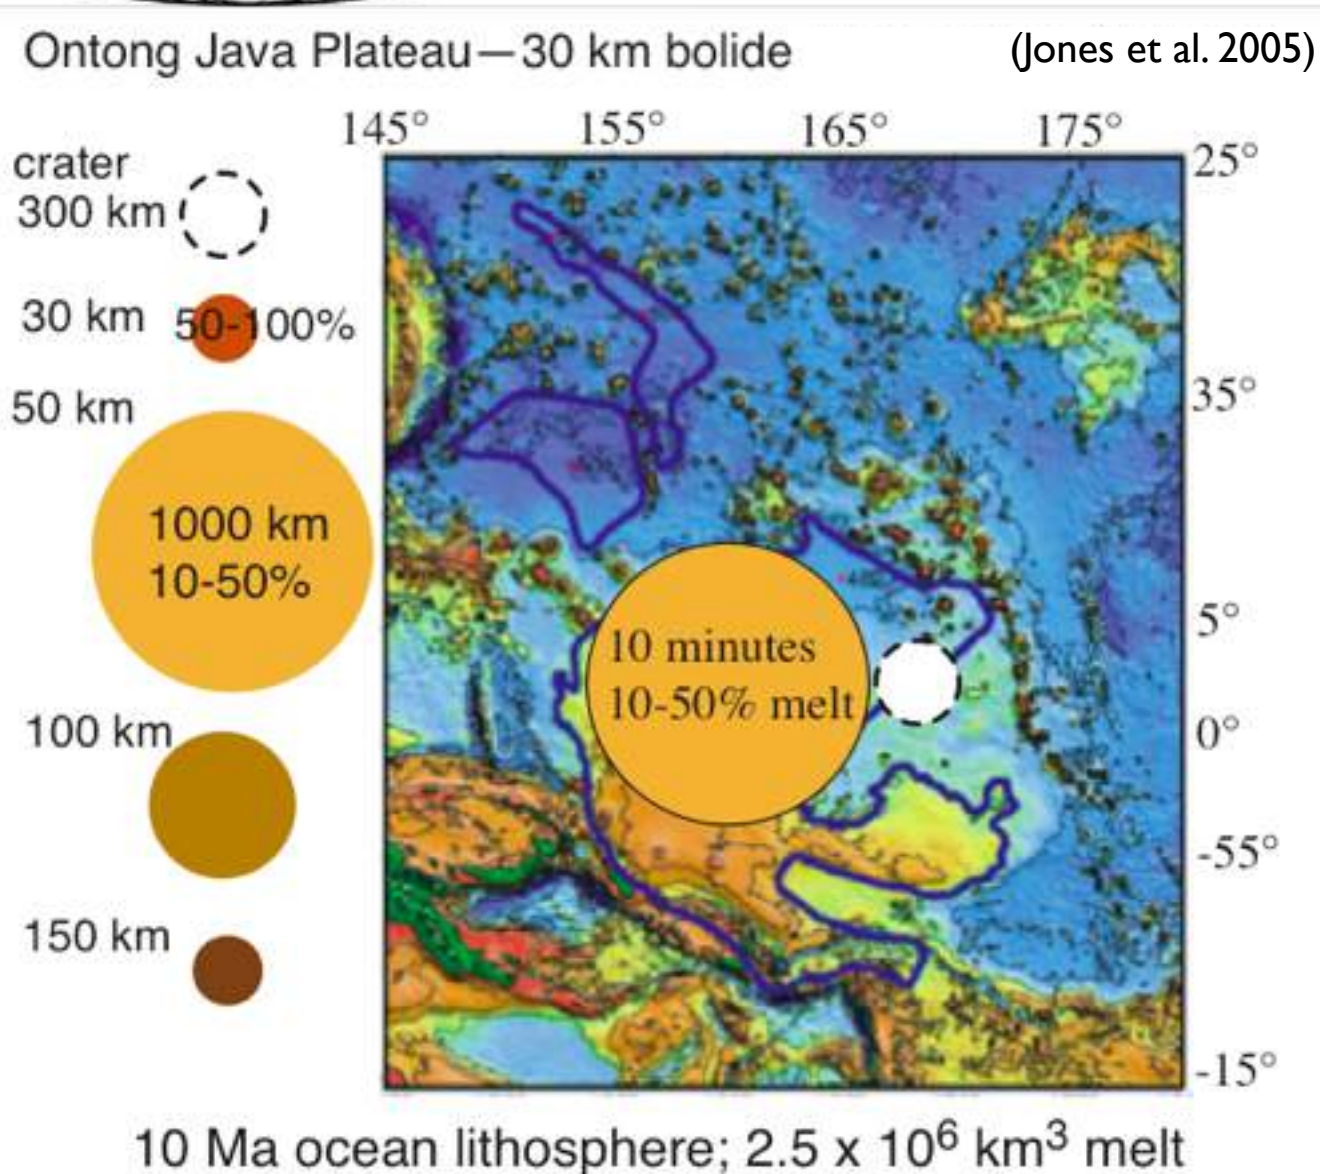 Ontong Java Plateau—30 km bolide
(Jones et al. 2005)
145° 155° 165° 175°
crater
300 km
30 km 50-100%
50 km
1000 km
10-50%
100 km
150 km
10 minutes
10-50% melt
25°
35°
5°
0°
-55°
-15°
10 Ma ocean lithosphere; 2.5 x 10⁶ km³ melt